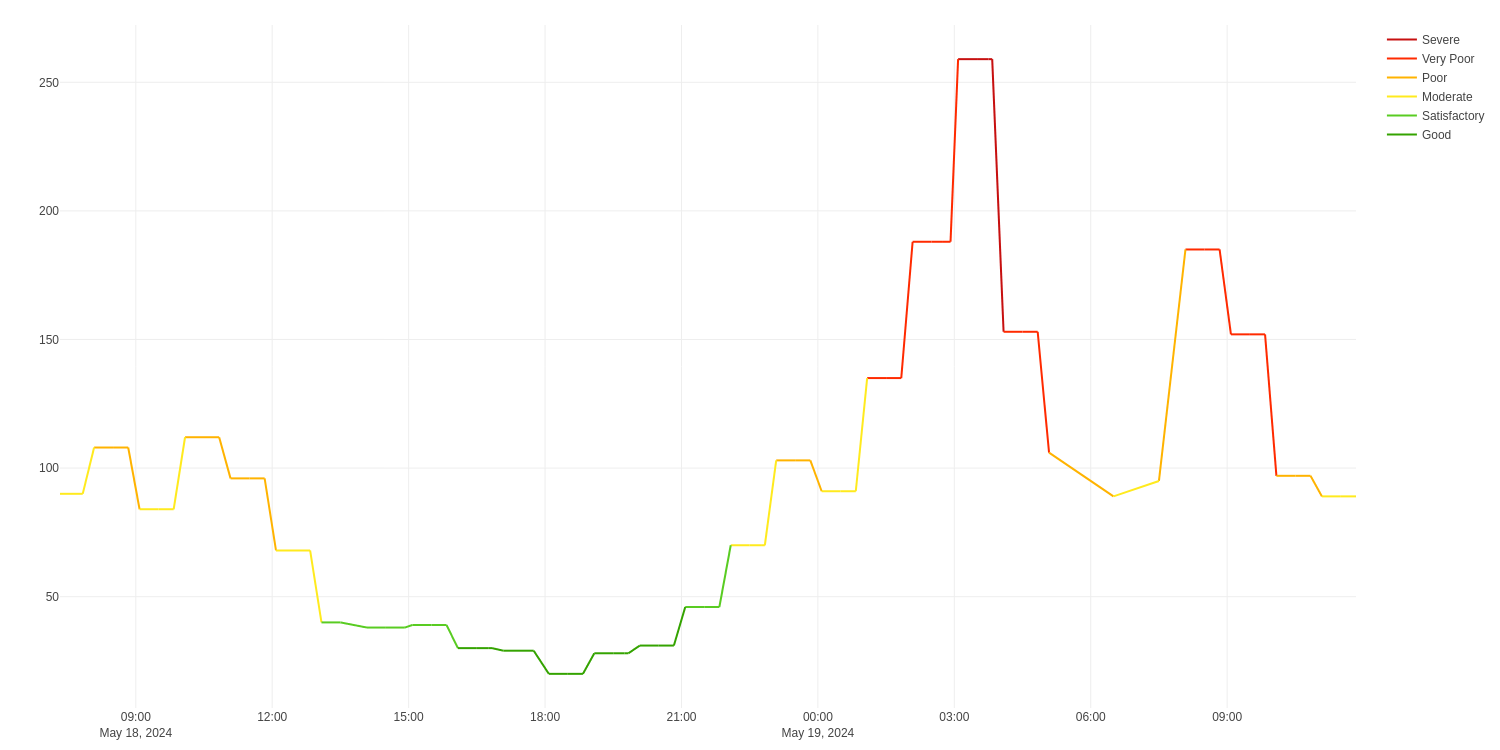 250
200
150
100
50
09:00
May 18, 2024
12:00
15:00
18:00
21:00
00:00
May 19, 2024
03:00
06:00
09:00
Severe
Very Poor
Poor
Moderate
Satisfactory
Good